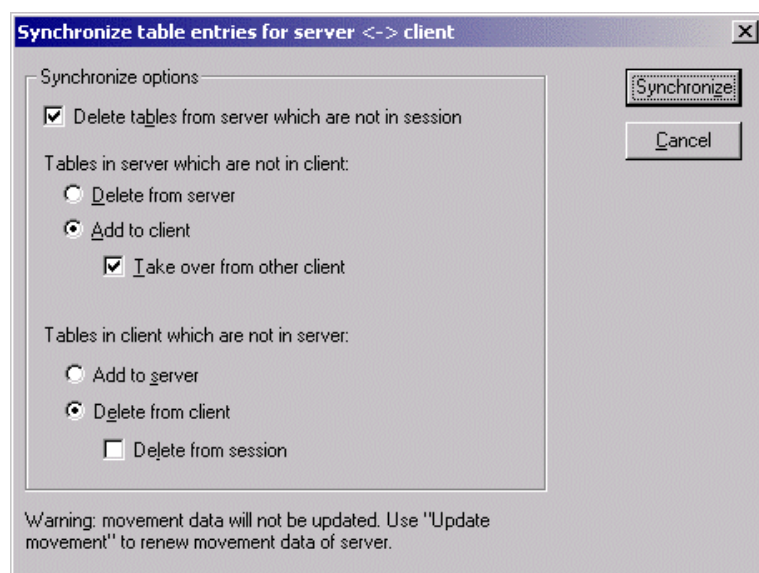 Synchronize table entries for server <-> client
Synchronize options
Synchronize
Delete tables from server which are not in session
Cancel
Tables in server which are not in client:
Delete from server
Add to client
Take over from other client
Tables in client which are not in server:
Add to server
Delete from client
Delete from session
Warning: movement data will not be updated. Use "Update
movement" to renew movement data of server.